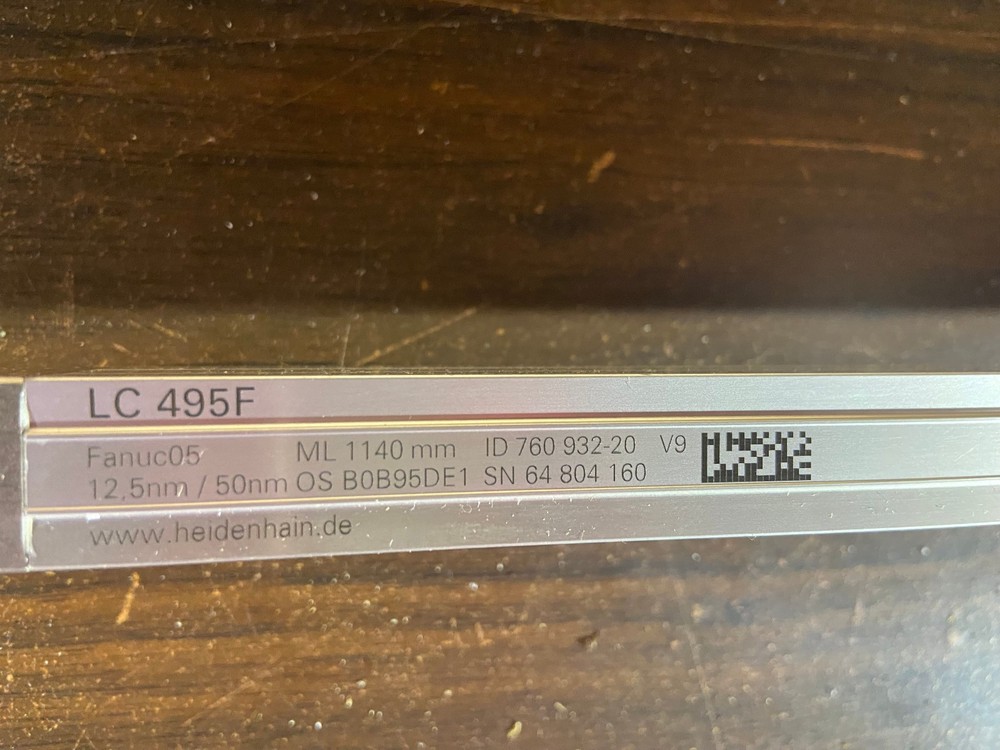 LC 495F
Fanuc05 ML 1140 mm ID 760 932-20 V9
12,5nm / 50nm OS B0B95DE1 SN 64 804 160
www.heidenhain.de